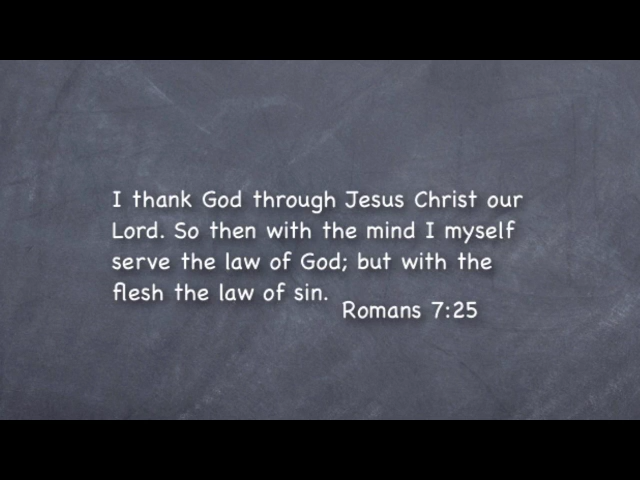 I thank God through Jesus Christ our
Lord. So then with the mind I myself
serve the law of God; but with the
flesh the law of sin.
Romans 7:25